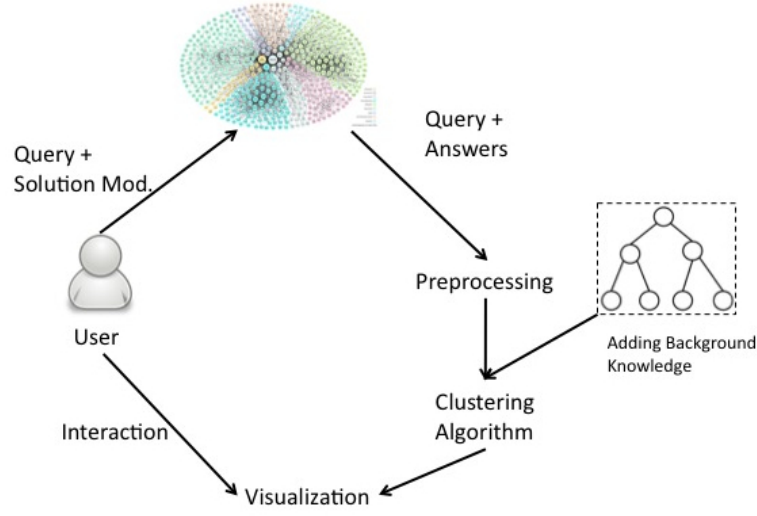 Query +
Solution Mod.
Query +
Answers
User
Preprocessing
Adding Background
Knowledge
Interaction
Clustering
Algorithm
Visualization